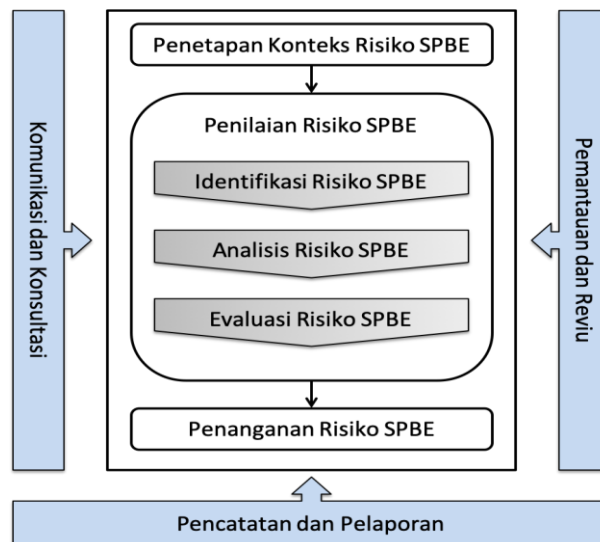 Penetapan Konteks Risiko SPBE
Penilaian Risiko SPBE
Identifikasi Risiko SPBE
Analisis Risiko SPBE
Evaluasi Risiko SPBE
Penanganan Risiko SPBE
Komunikasi dan Konsultasi
Pemantauan dan Reviu
Pencatatan dan Pelaporan